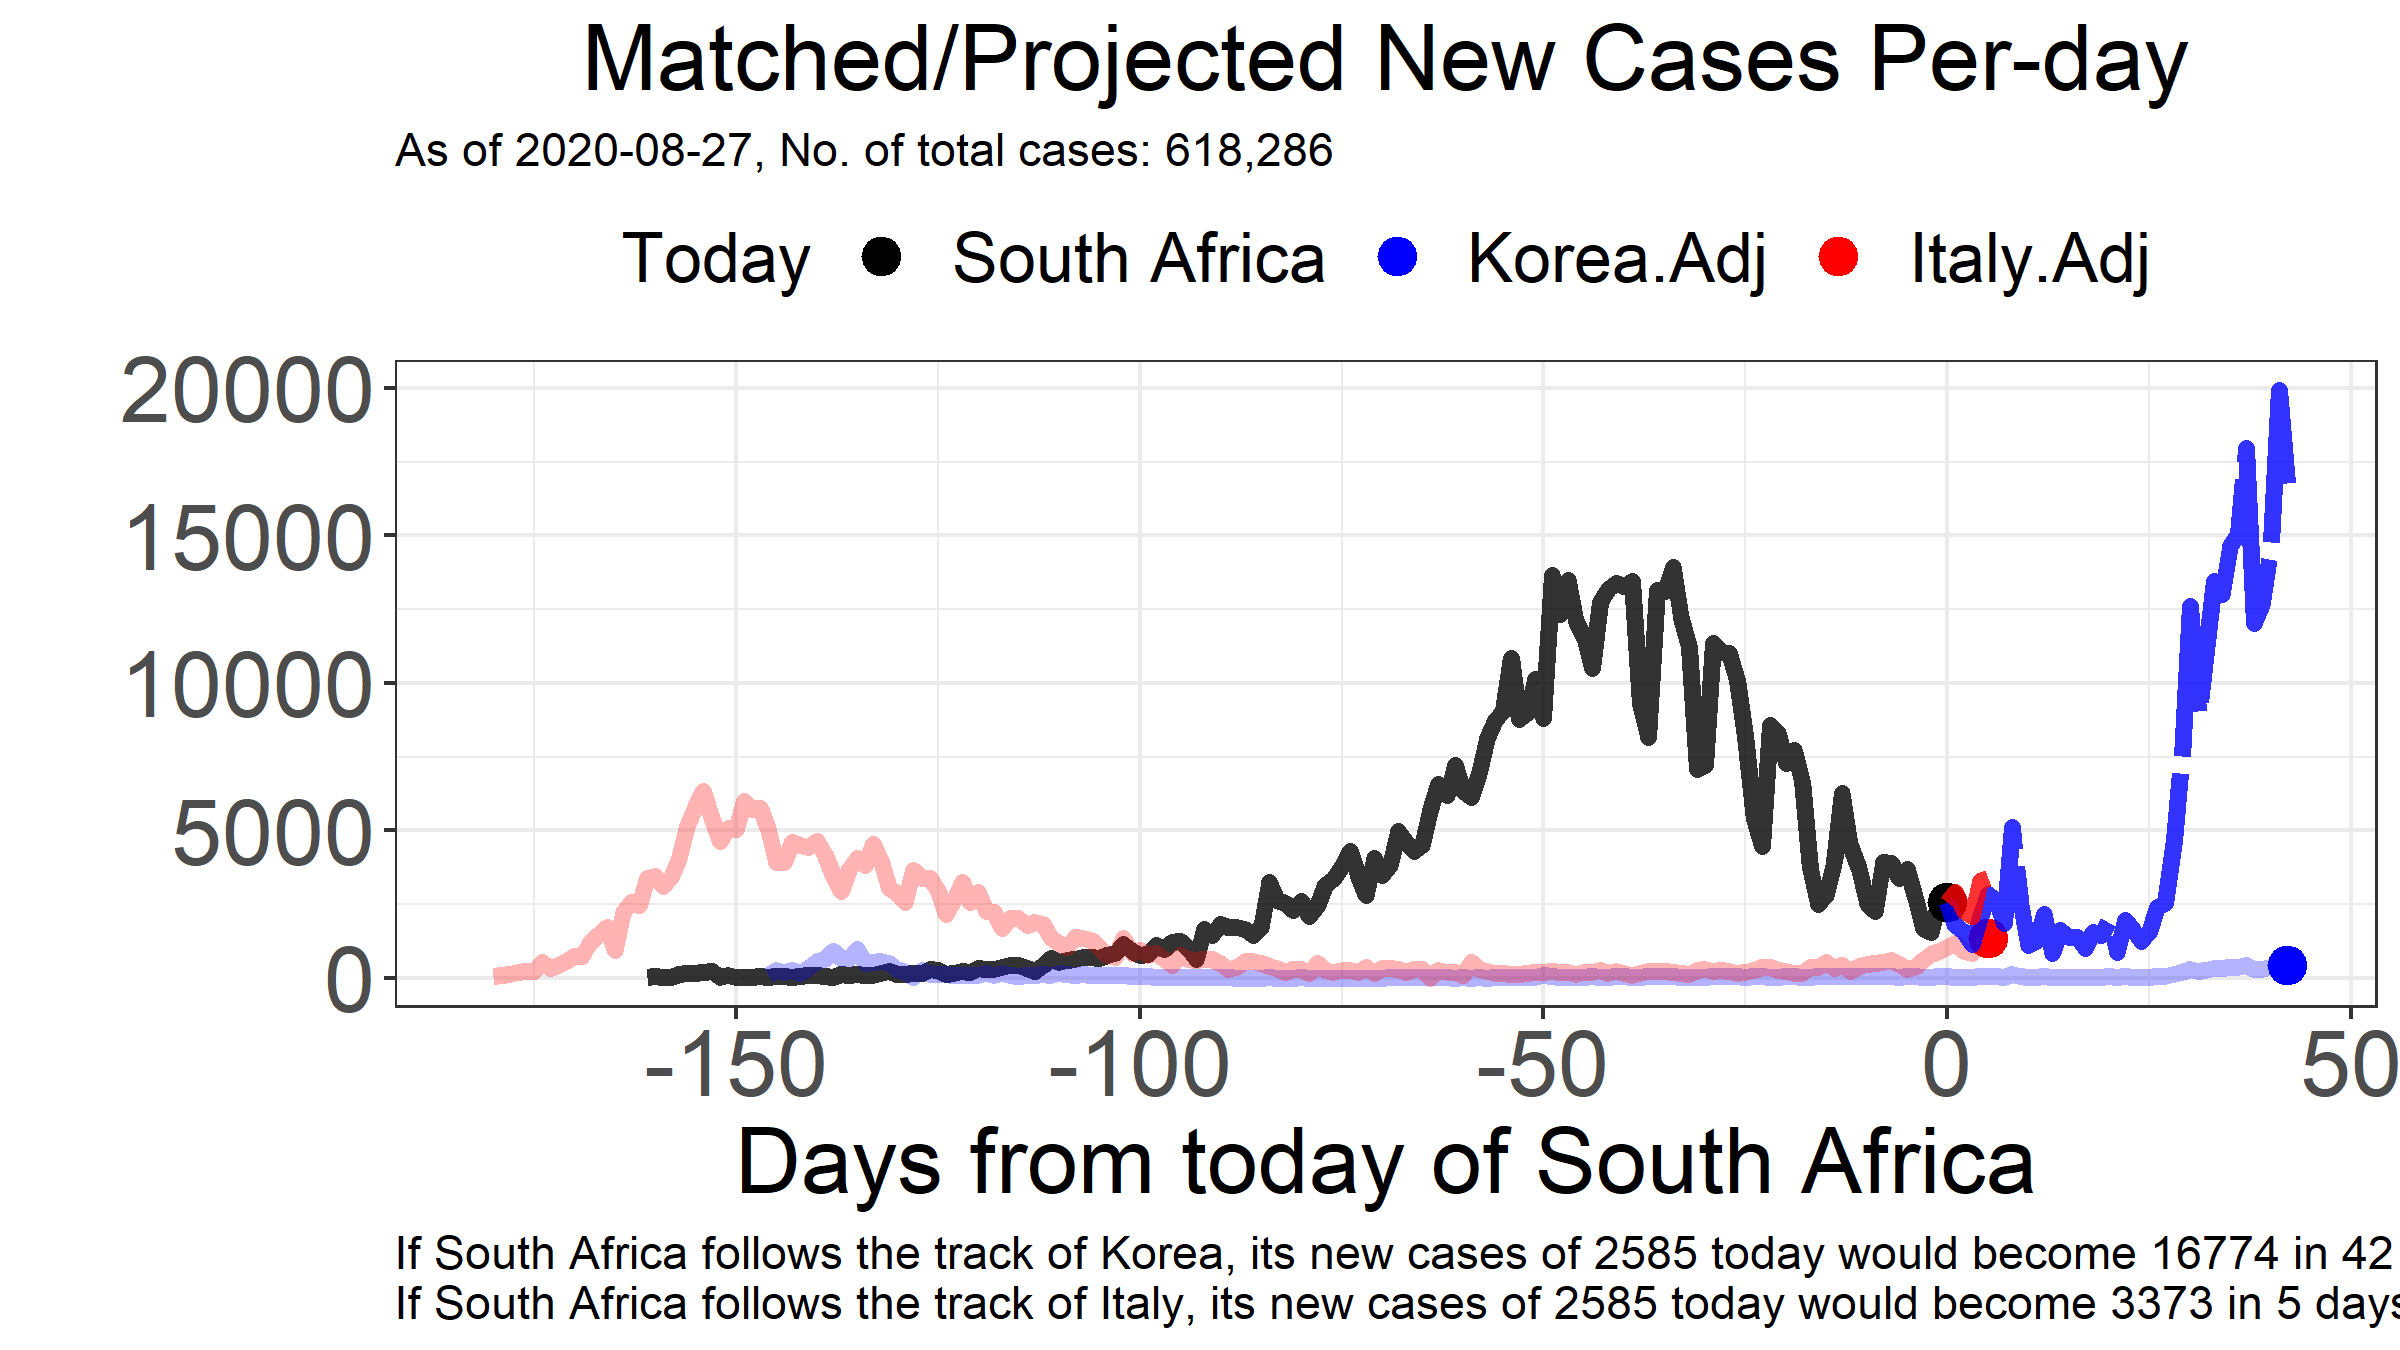 Matched/Projected New Cases Per-day
As of 2020-08-27, No. of total cases: 618,286
Today South Africa Korea.Adj Italy.Adj
20000
15000
10000
5000
0
-150 -100 -50 0 50
Days from today of South Africa
If South Africa follows the track of Korea, its new cases of 2585 today would become 16774 in 42
If South Africa follows the track of Italy, its new cases of 2585 today would become 3373 in 5 days